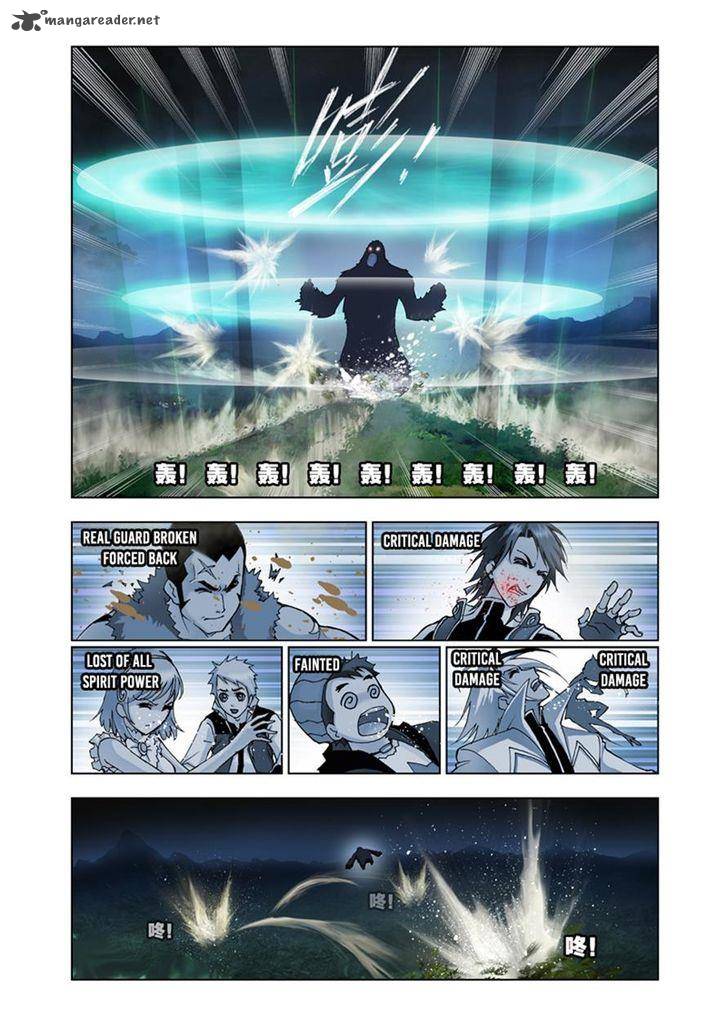 mangareader.net
嘭!
轰! 轰! 轰! 轰! 轰! 轰! 轰! 轰! 轰!
REAL GUARD BROKEN
FORCED BACK
CRITICAL DAMAGE
LOST OF ALL
SPIRIT POWER
FAINTED
CRITICAL
DAMAGE
CRITICAL
DAMAGE
咚!
咚!
咚!